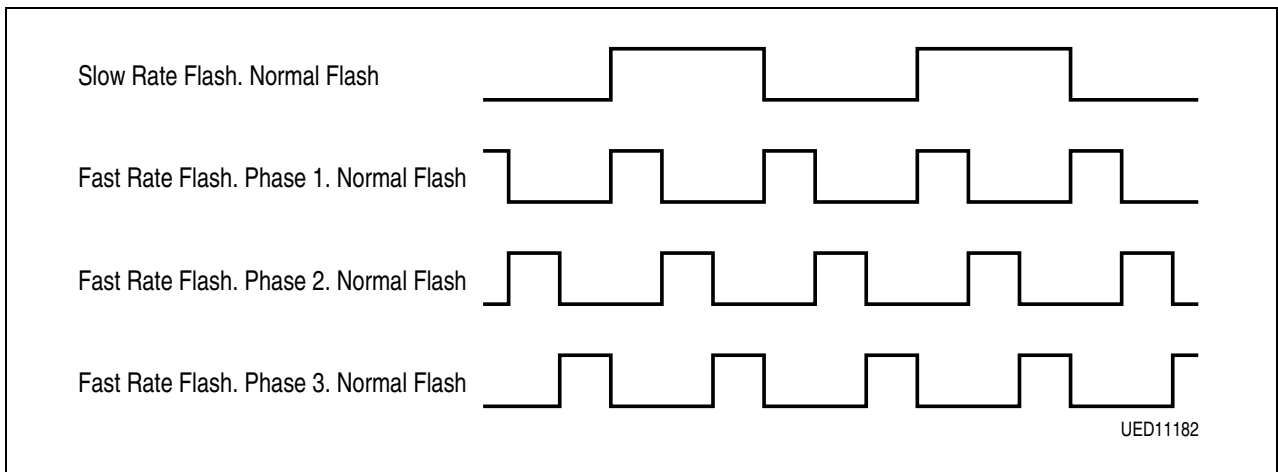 Slow Rate Flash. Normal Flash
Fast Rate Flash. Phase 1. Normal Flash
Fast Rate Flash. Phase 2. Normal Flash
Fast Rate Flash. Phase 3. Normal Flash
UED11182